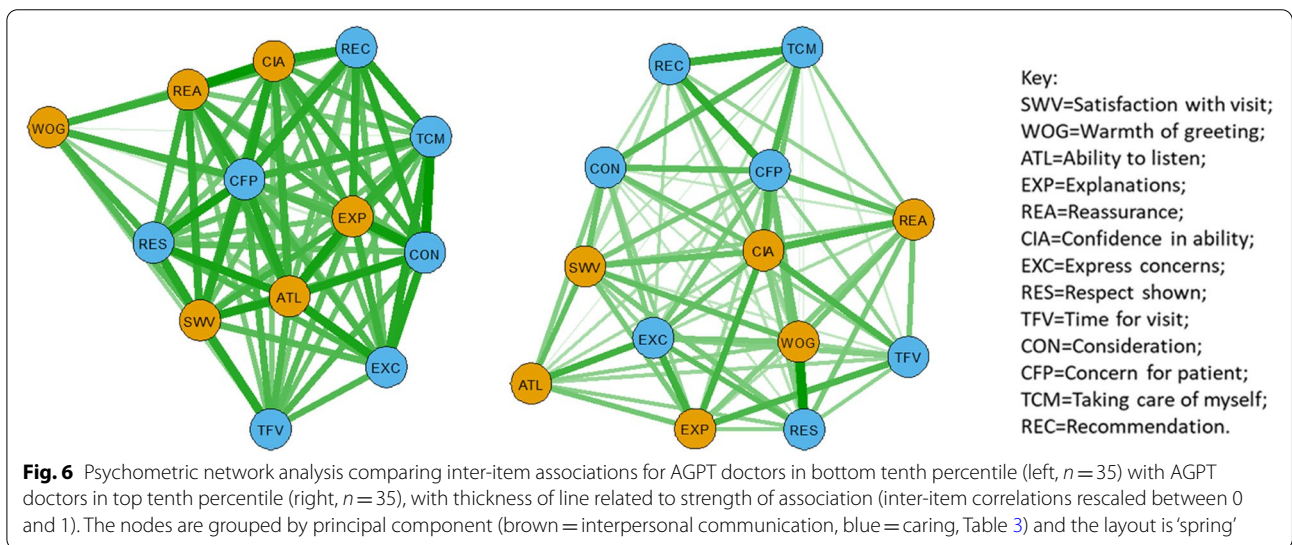 REC
CIA
REA
WOG
TCM
CFP
EXP
RES
CON
ATL
SWV
EXC
TFV
TCM
REC
CON
CFP
REA
CIA
SWV
EXC
WOG
TFV
ATL
EXP
RES
Key:
SWV=Satisfaction with visit;
WOG=Warmth of greeting;
ATL=Ability to listen;
EXP=Explanations;
REA=Reassurance;
CIA=Confidence in ability;
EXC=Express concerns;
RES=Respect shown;
TFV=Time for visit;
CON=Consideration;
CFP=Concern for patient;
TCM=Taking care of myself;
REC=Recommendation.
Fig. 6 Psychometric network analysis comparing inter-item associations for AGPT doctors in bottom tenth percentile (left, n = 35) with AGPT
doctors in top tenth percentile (right, n = 35), with thickness of line related to strength of association (inter-item correlations rescaled between 0
and 1). The nodes are grouped by principal component (brown = interpersonal communication, blue = caring, Table 3) and the layout is ‘spring’